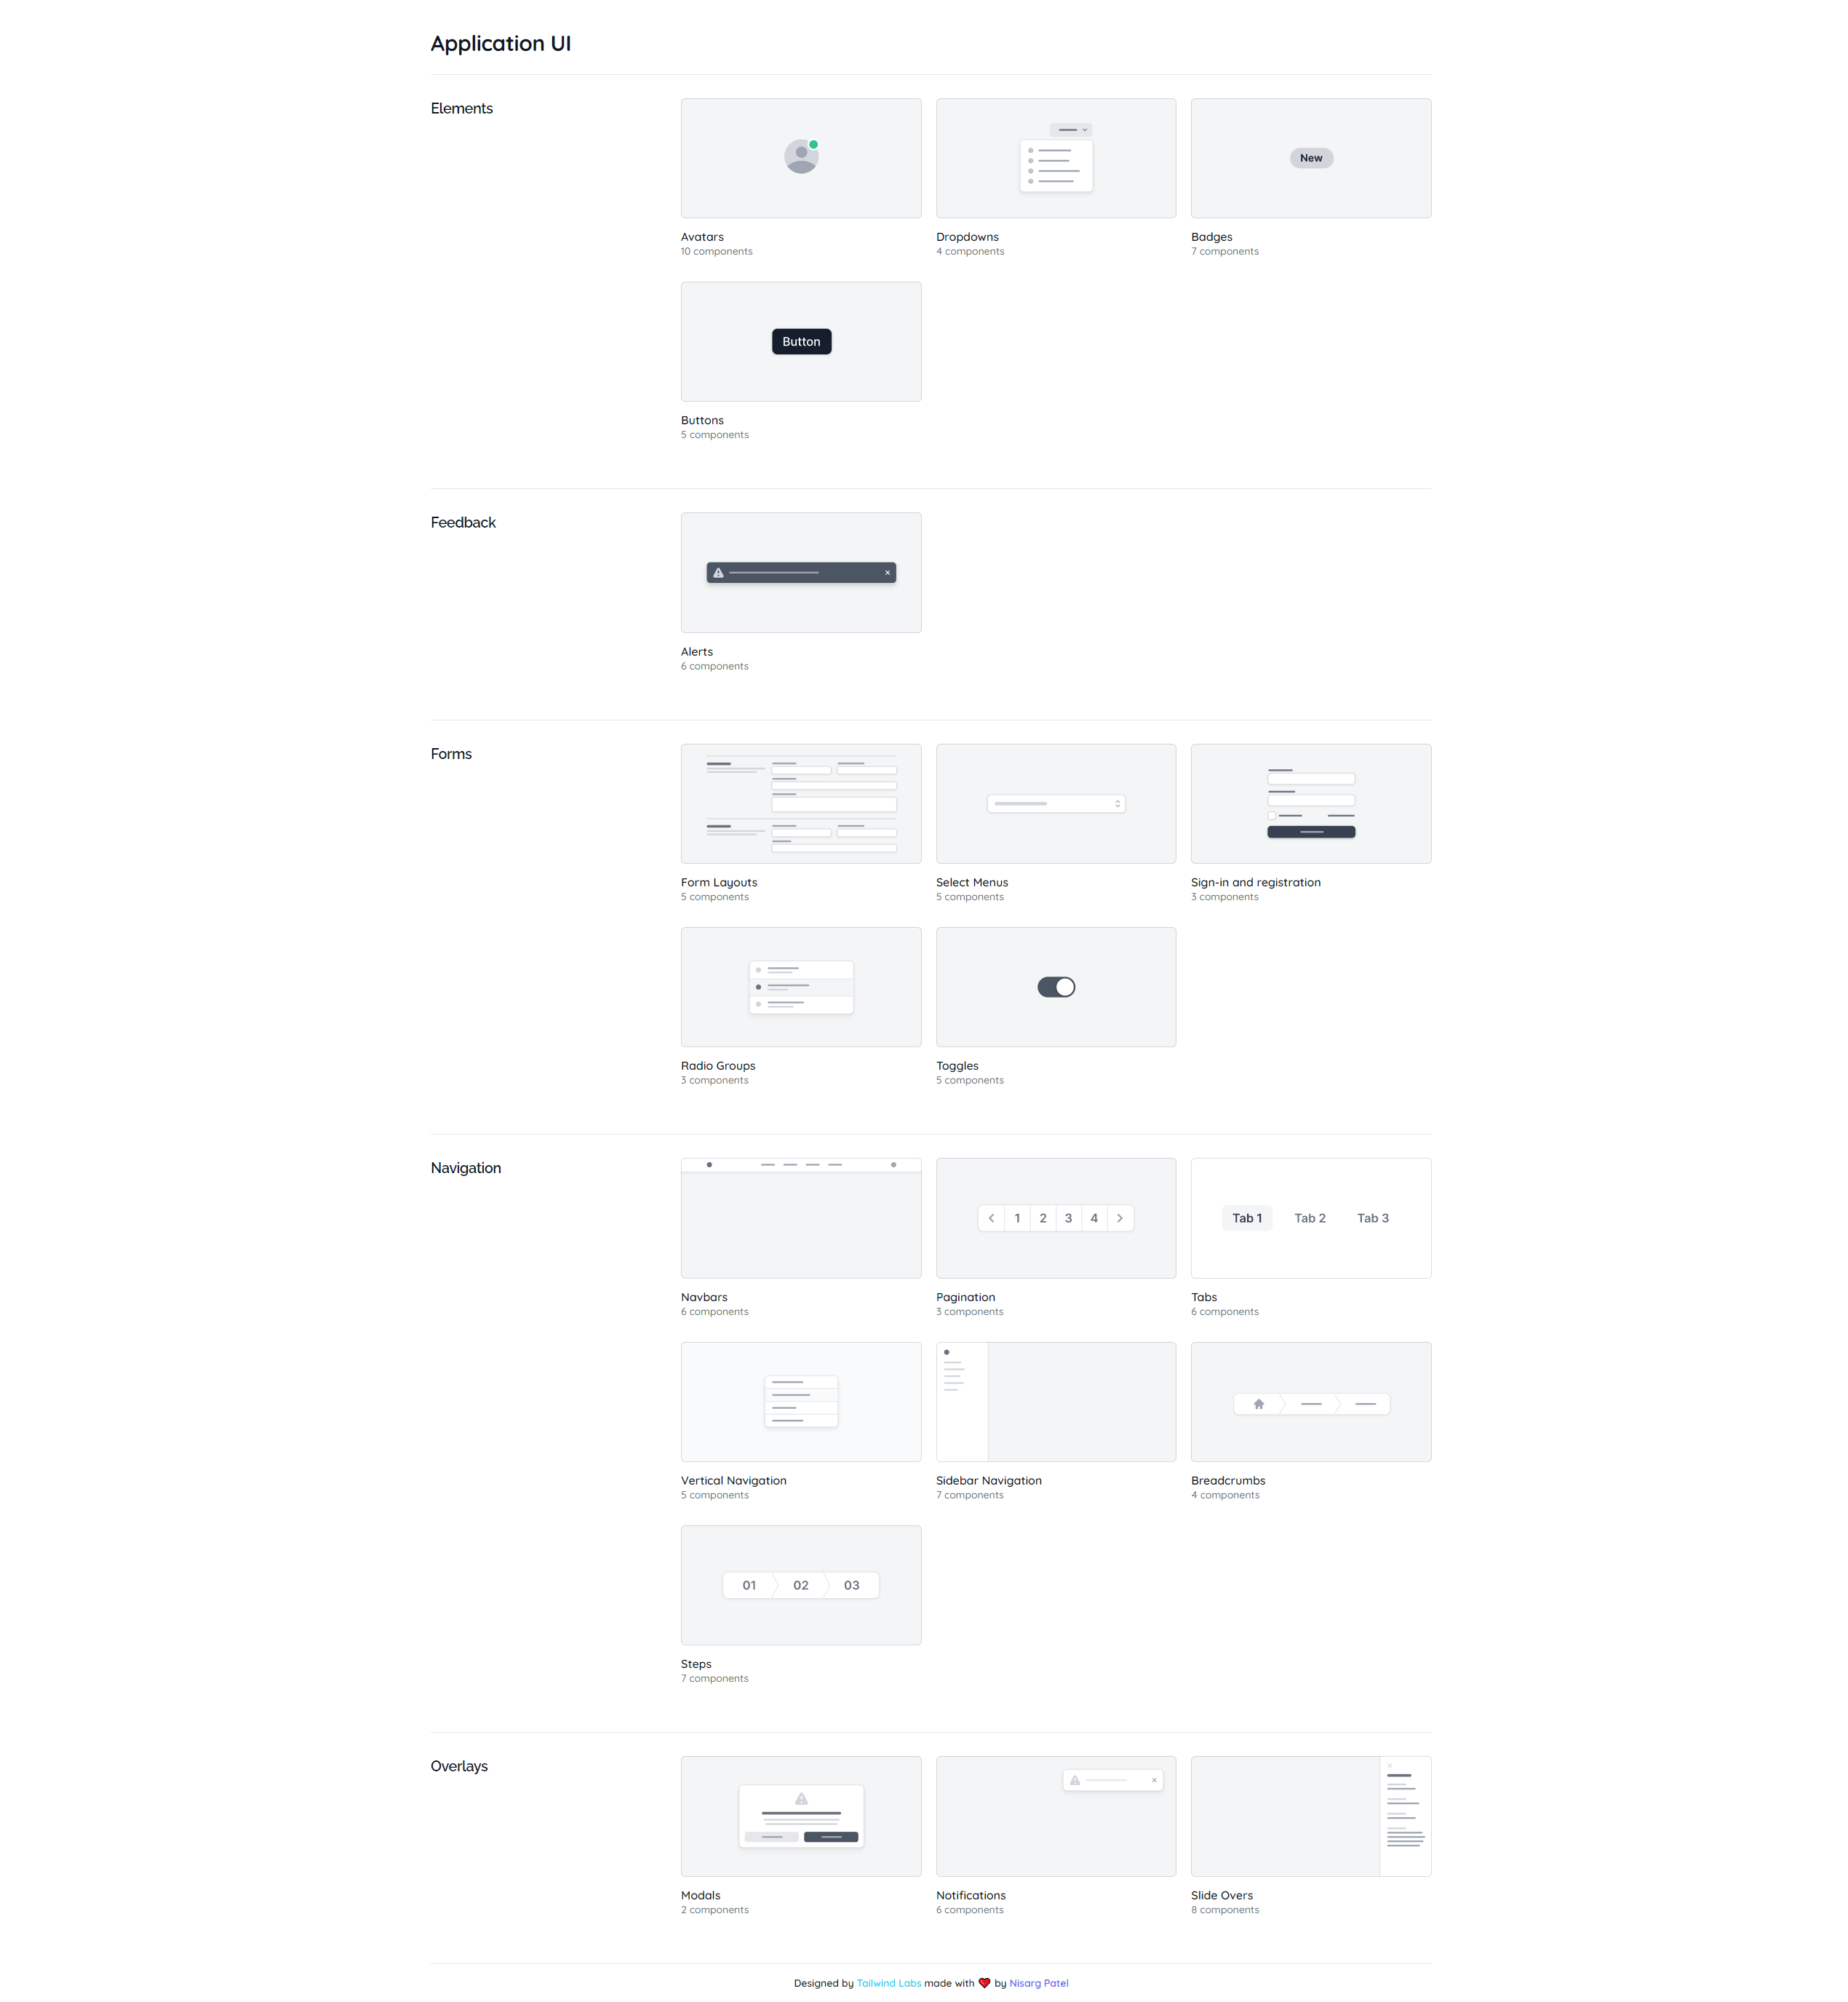 Application UI
Elements
New
Avatars
10 components
Dropdowns
4 components
Badges
7 components
Button
Buttons
5 components
Feedback
Alerts
6 components
Forms
Form Layouts
5 components
Select Menus
5 components
Sign-in and registration
3 components
Radio Groups
3 components
Toggles
5 components
Navigation
1 2 3 4
Tab 1 Tab 2 Tab 3
Navbars
6 components
Pagination
3 components
Tabs
6 components
Vertical Navigation
5 components
Sidebar Navigation
7 components
Breadcrumbs
4 components
01 02 03
Steps
7 components
Overlays
Modals
2 components
Notifications
6 components
Slide Overs
8 components
Designed by Tailwind Labs made with ❤️ by Nisarg Patel